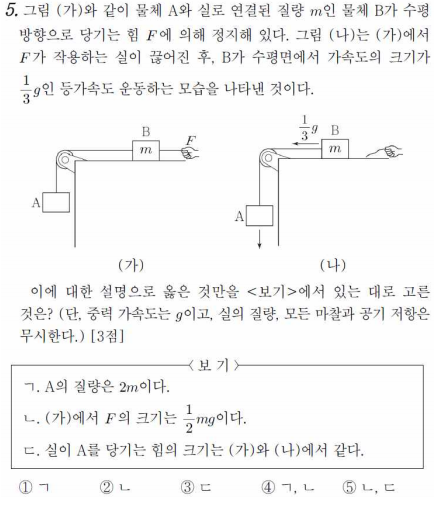 5. 그림 (가)와 같이 물체 A와 실로 연결된 질량 m인 물체 B가 수평
방향으로 당기는 힘 F에 의해 정지해 있다. 그림 (나)는 (가)에서
F가 작용하는 실이 끊어진 후, B가 수평면에서 가속도의 크기가
1/3 g인 등가속도 운동하는 모습을 나타낸 것이다.
B
m
F
A
(가)
1/3 g
B
m
A
(나)
이에 대한 설명으로 옳은 것만을 <보기>에서 있는 대로 고른
것은? (단, 중력 가속도는 g이고, 실의 질량, 모든 마찰과 공기 저항은
무시한다.) [3점]
<보 기>
ㄱ. A의 질량은 2m이다.
ㄴ. (가)에서 F의 크기는 1/2 mg이다.
ㄷ. 실이 A를 당기는 힘의 크기는 (가)와 (나)에서 같다.
① ㄱ ② ㄴ ③ ㄷ ④ ㄱ, ㄴ ⑤ ㄴ, ㄷ